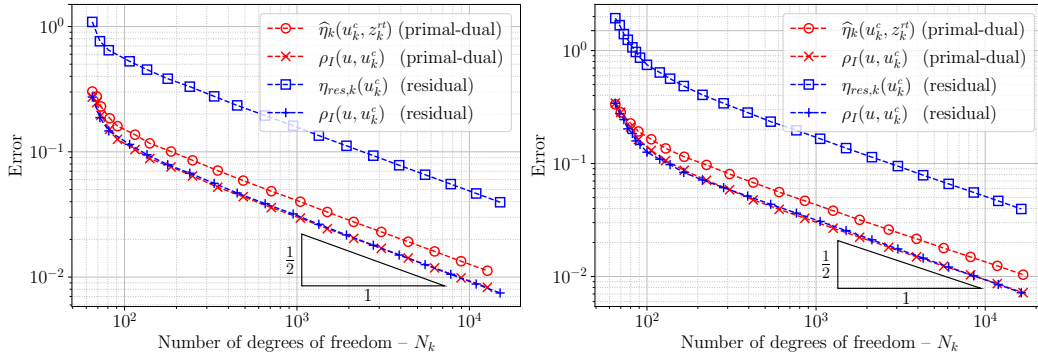 10^0
10^{-1}
10^{-2}
Error
\widehat{η}_k(u_k^c, z_k^{rt}) (primal-dual)
ρ_I(u, u_k^c) (primal-dual)
η_{res,k}(u_k^c) (residual)
ρ_I(u, u_k^c) (residual)
1/2
1
10^2
10^3
10^4
Number of degrees of freedom – N_k
10^0
10^{-1}
10^{-2}
Error
\widehat{η}_k(u_k^c, z_k^{rt}) (primal-dual)
ρ_I(u, u_k^c) (primal-dual)
η_{res,k}(u_k^c) (residual)
ρ_I(u, u_k^c) (residual)
1/2
1
10^2
10^3
10^4
Number of degrees of freedom – N_k